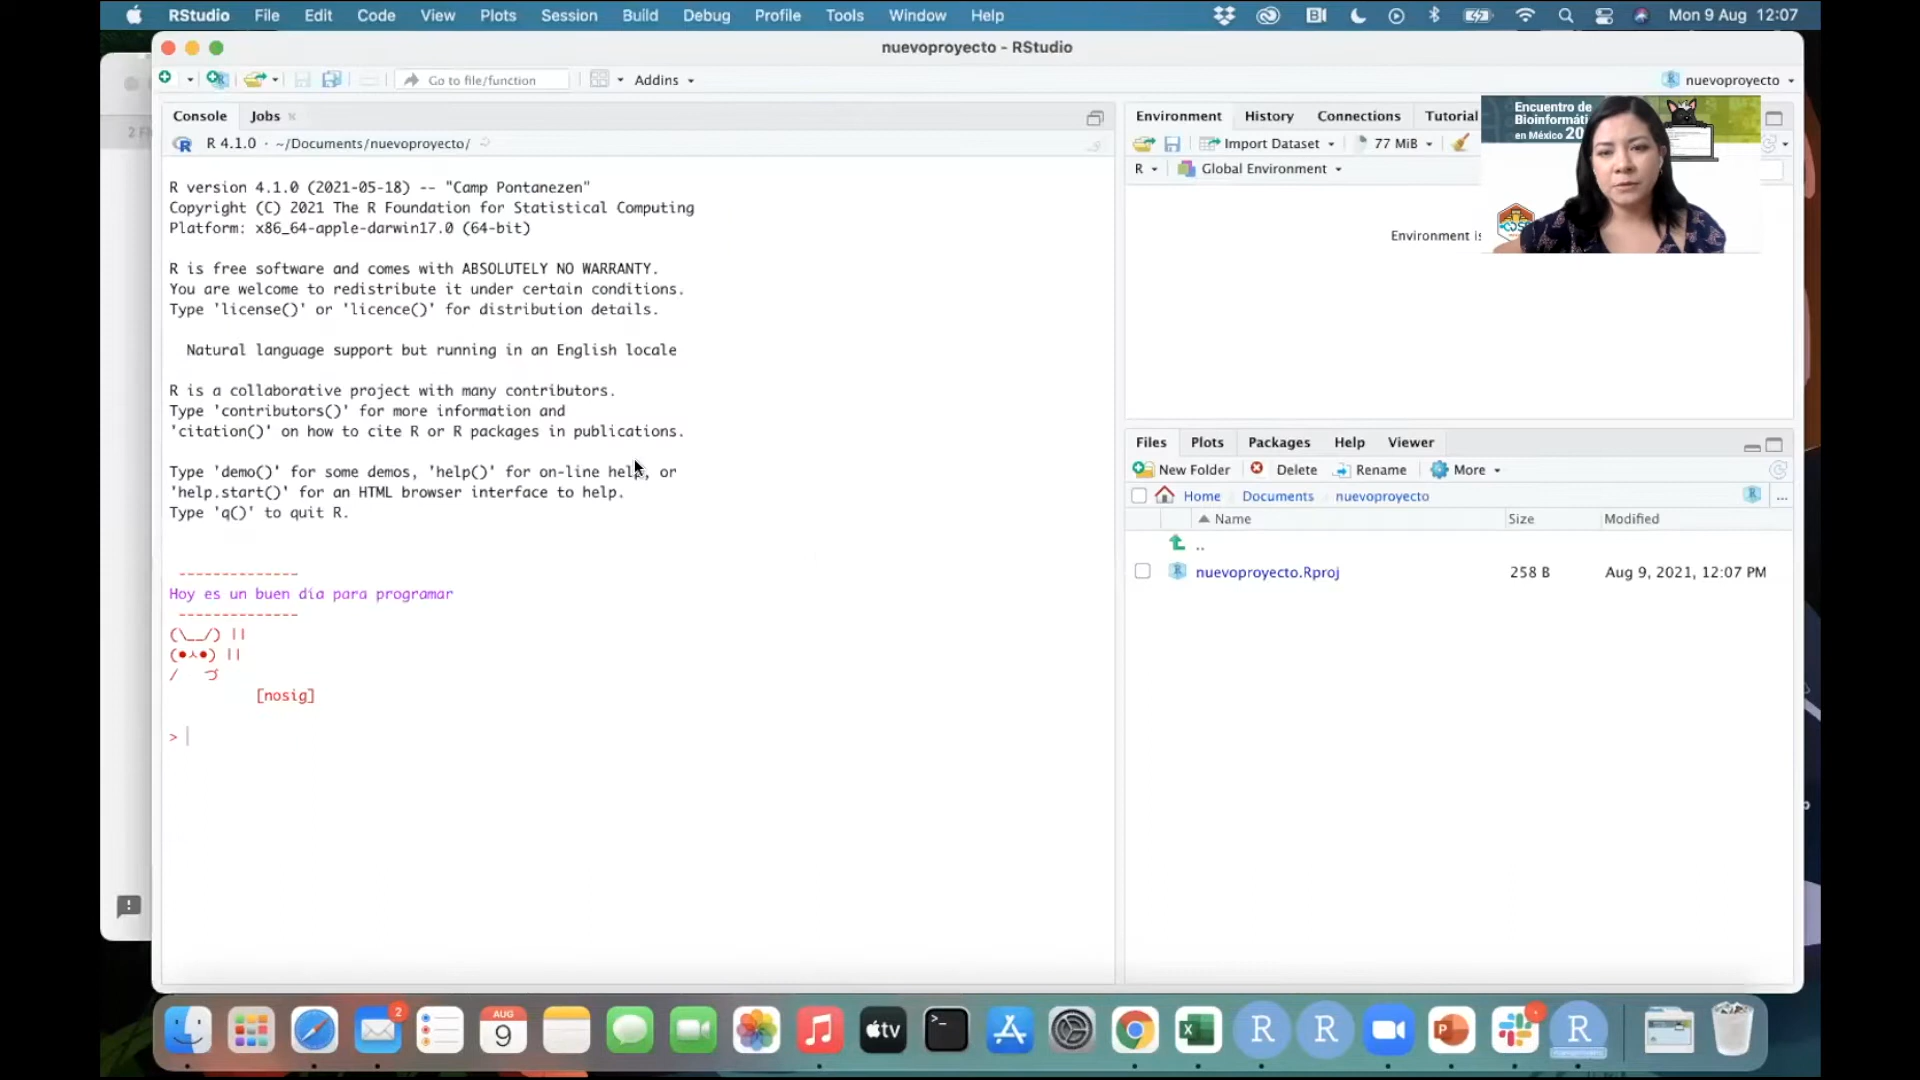 RStudio File Edit Code View Plots Session Build Debug Profile Tools Window Help Mon 9 Aug 12:07
nuevoproyecto - RStudio
Go to file/function Addins nuevoproyecto
Console Jobs
R 4.1.0 · ~/Documents/nuevoproyecto/
R version 4.1.0 (2021-05-18) -- "Camp Pontanezen"
Copyright (C) 2021 The R Foundation for Statistical Computing
Platform: x86_64-apple-darwin17.0 (64-bit)
R is free software and comes with ABSOLUTELY NO WARRANTY.
You are welcome to redistribute it under certain conditions.
Type 'license()' or 'licence()' for distribution details.
Natural language support but running in an English locale
R is a collaborative project with many contributors.
Type 'contributors()' for more information and
'citation()' on how to cite R or R packages in publications.
Type 'demo()' for some demos, 'help()' for on-line help, or
'help.start()' for an HTML browser interface to help.
Type 'q()' to quit R.
--------------
Hoy es un buen día para programar
--------------
(\__/) ||
(●ㅅ●) ||
/   づ
[nosig]
>
Environment History Connections Tutorial
Import Dataset 77 MiB
R Global Environment
Environment is
Encuentro de
Bioinformáti
en México 20
Files Plots Packages Help Viewer
New Folder Delete Rename More
Home Documents nuevoproyecto ...
Name Size Modified
..
nuevoproyecto.Rproj 258 B Aug 9, 2021, 12:07 PM
2
AUG
9
tv
>_
X
R
R
P
R